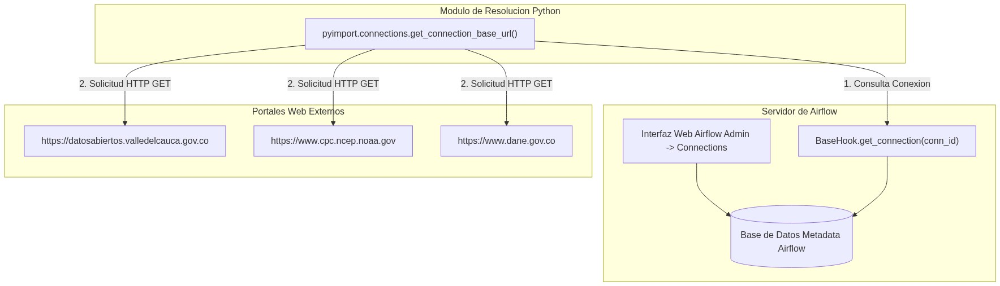 Modulo de Resolucion Python
pyimport.connections.get_connection_base_url()
2. Solicitud HTTP GET
2. Solicitud HTTP GET
2. Solicitud HTTP GET
1. Consulta Conexion
Portales Web Externos
https://datosabiertos.valledelcauca.gov.co
https://www.cpc.ncep.noaa.gov
https://www.dane.gov.co
Servidor de Airflow
Interfaz Web Airflow Admin
-> Connections
BaseHook.get_connection(conn_id)
Base de Datos Metadata
Airflow